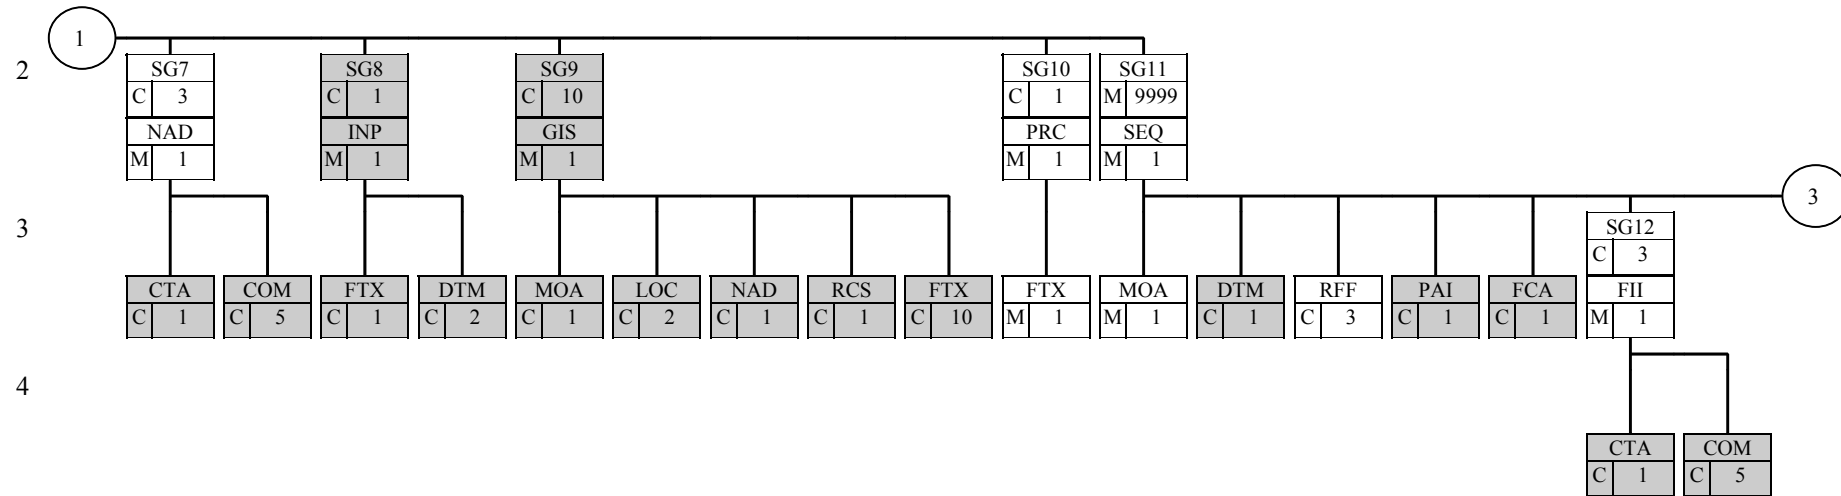 1
2
SG7 SG8 SG9 SG10 SG11
C 3 C 1 C 10 C 1 M 9999
NAD INP GIS PRC SEQ
M 1 M 1 M 1 M 1 M 1
3
3
SG12
C 3
CTA COM FTX DTM MOA LOC NAD RCS FTX FTX MOA DTM RFF PAI FCA FII
C 1 C 5 C 1 C 2 C 1 C 2 C 1 C 1 C 10 M 1 M 1 C 1 C 3 C 1 C 1 M 1
4
CTA COM
C 1 C 5